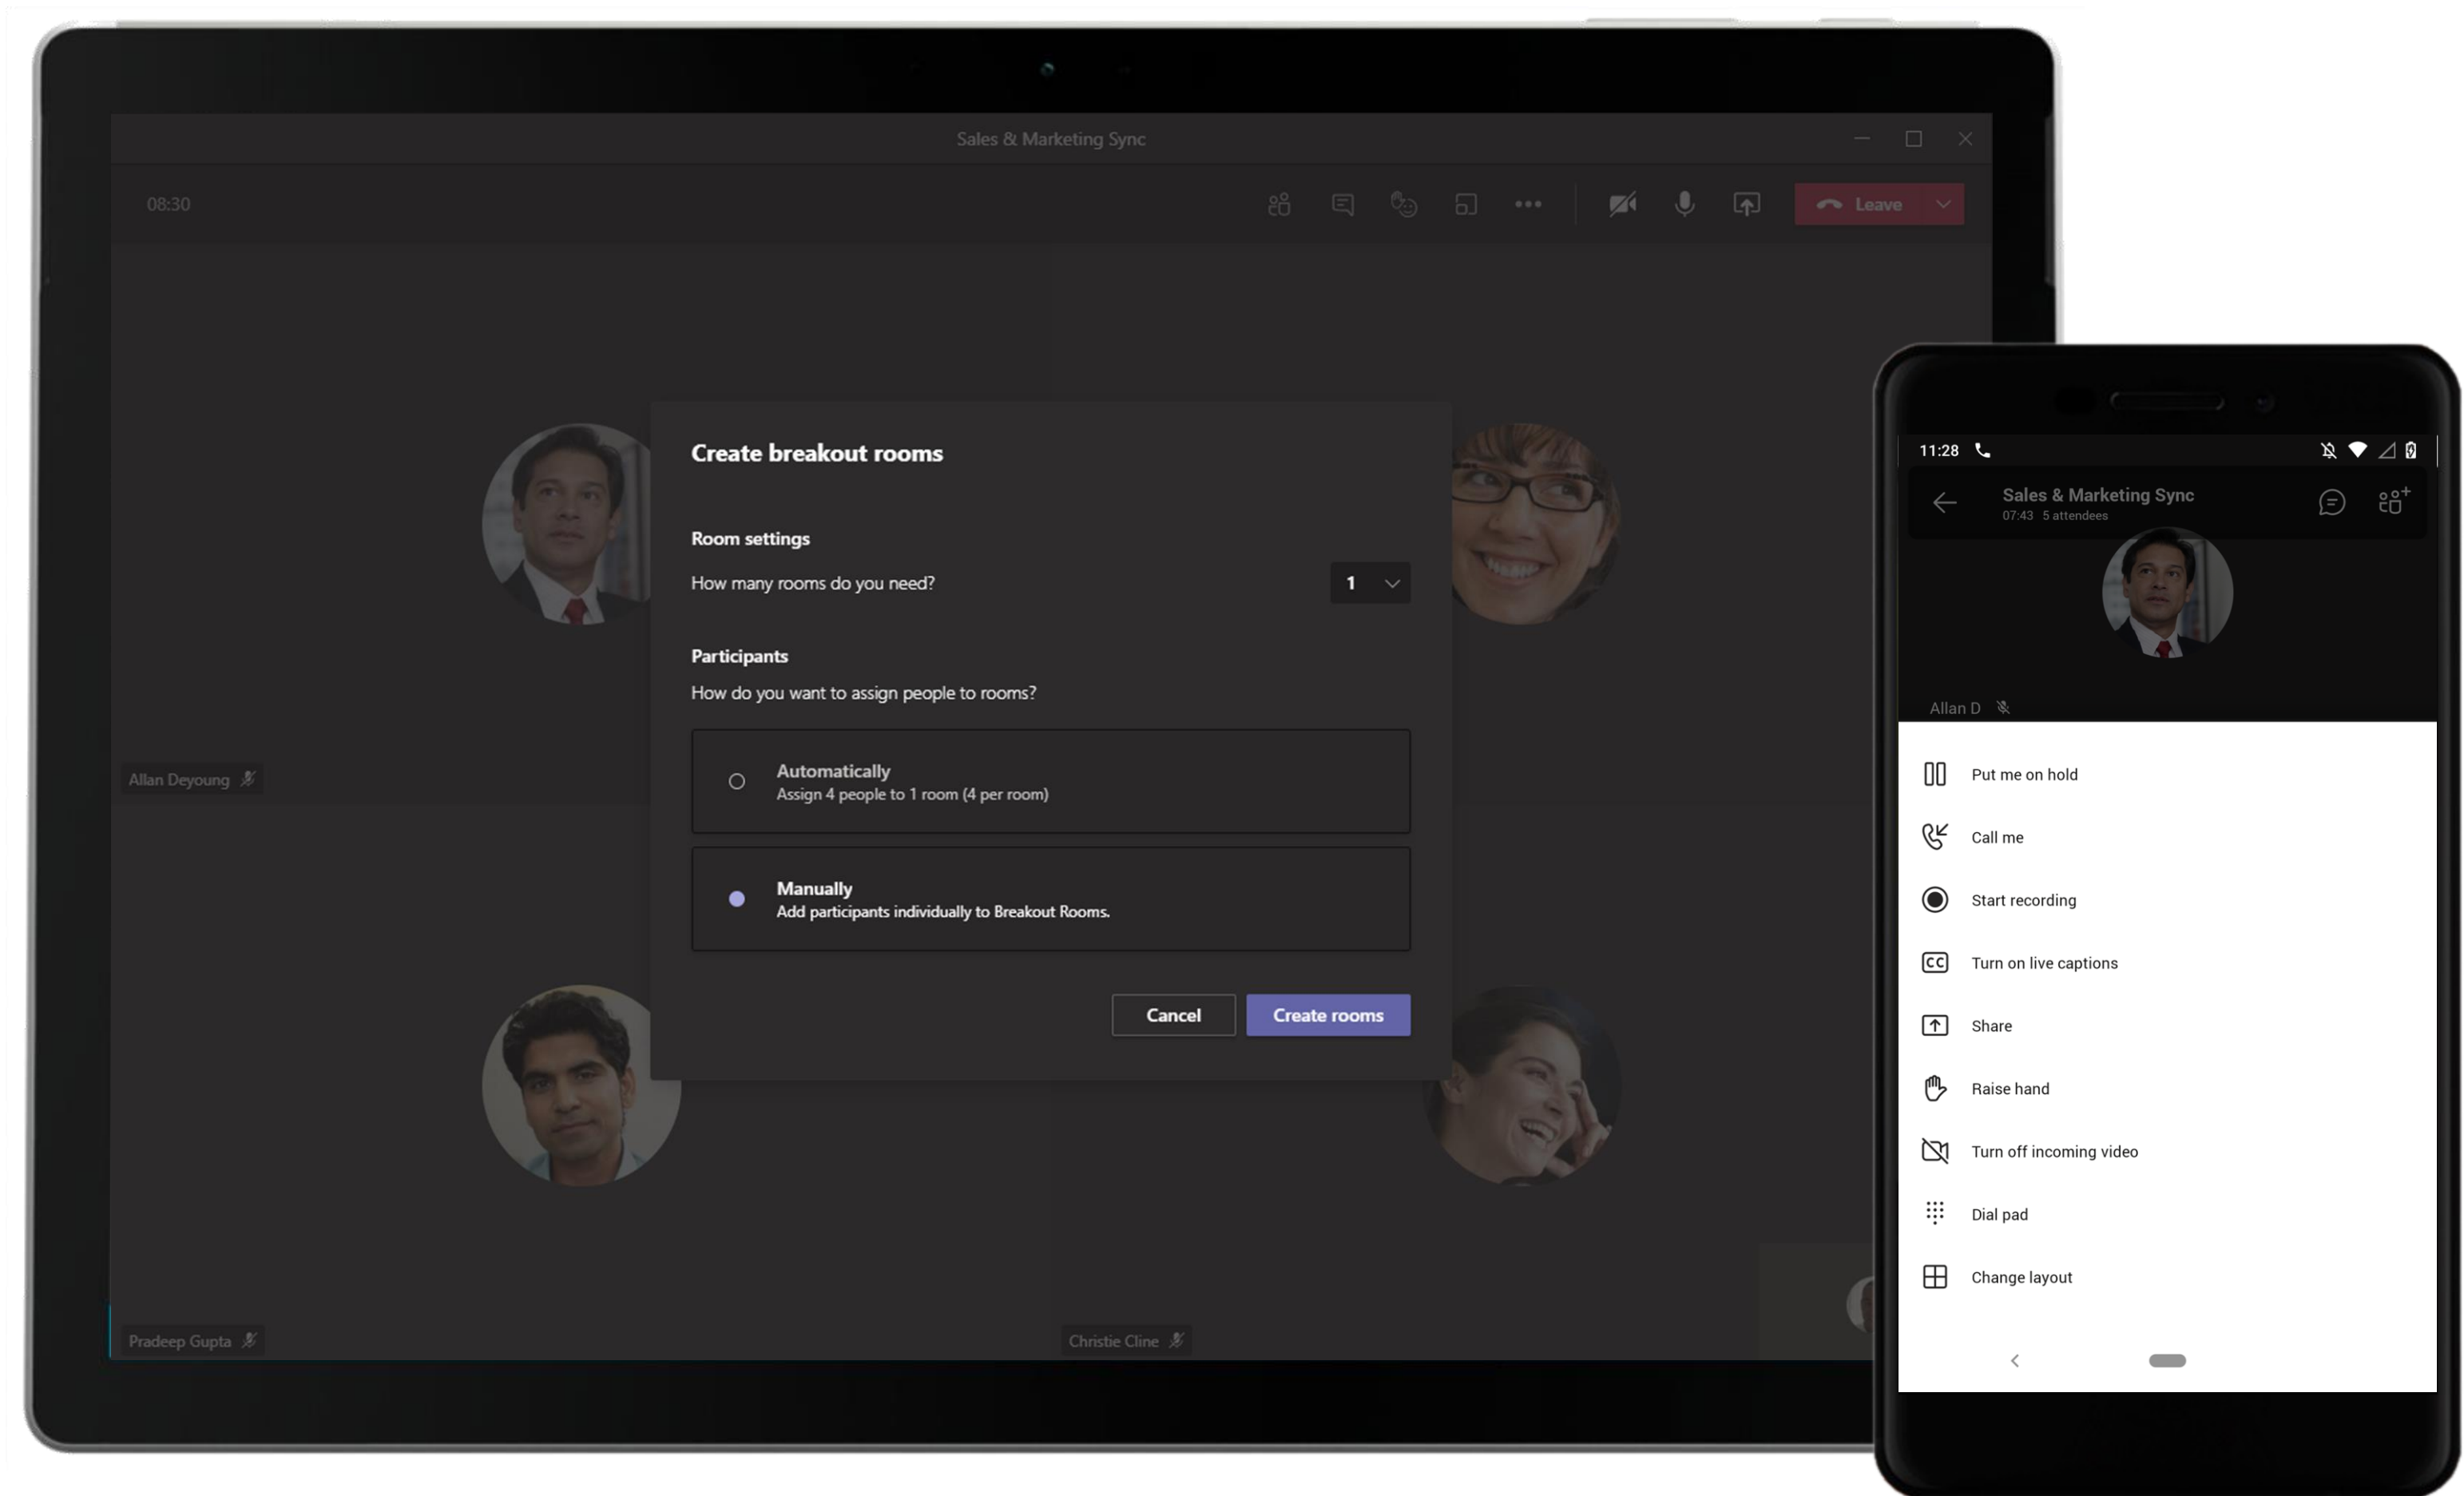 Sales & Marketing Sync
08:30
Leave
Create breakout rooms
Room settings
How many rooms do you need?
1
Participants
How do you want to assign people to rooms?
Automatically
Assign 4 people to 1 room (4 per room)
Manually
Add participants individually to Breakout Rooms.
Cancel
Create rooms
Allan Deyoung
Pradeep Gupta
Christie Cline
11:28
Sales & Marketing Sync
07:43 5 attendees
Allan D
Put me on hold
Call me
Start recording
CC
Turn on live captions
Share
Raise hand
Turn off incoming video
Dial pad
Change layout